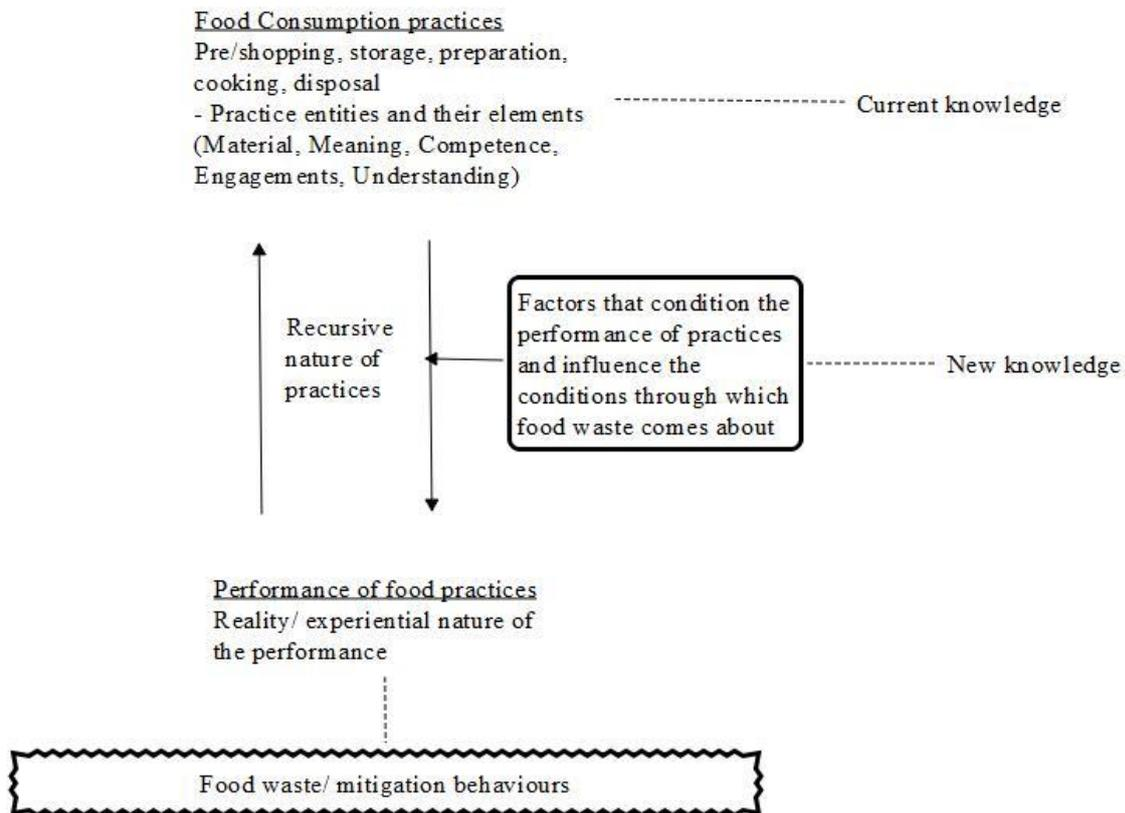 Food Consumption practices
Pre/shopping, storage, preparation,
cooking, disposal
- Practice entities and their elements
(Material, Meaning, Competence,
Engagements, Understanding)
Current knowledge
Recursive
nature of
practices
Factors that condition the
performance of practices
and influence the
conditions through which
food waste comes about
New knowledge
Performance of food practices
Reality/ experiential nature of
the performance
Food waste/ mitigation behaviours